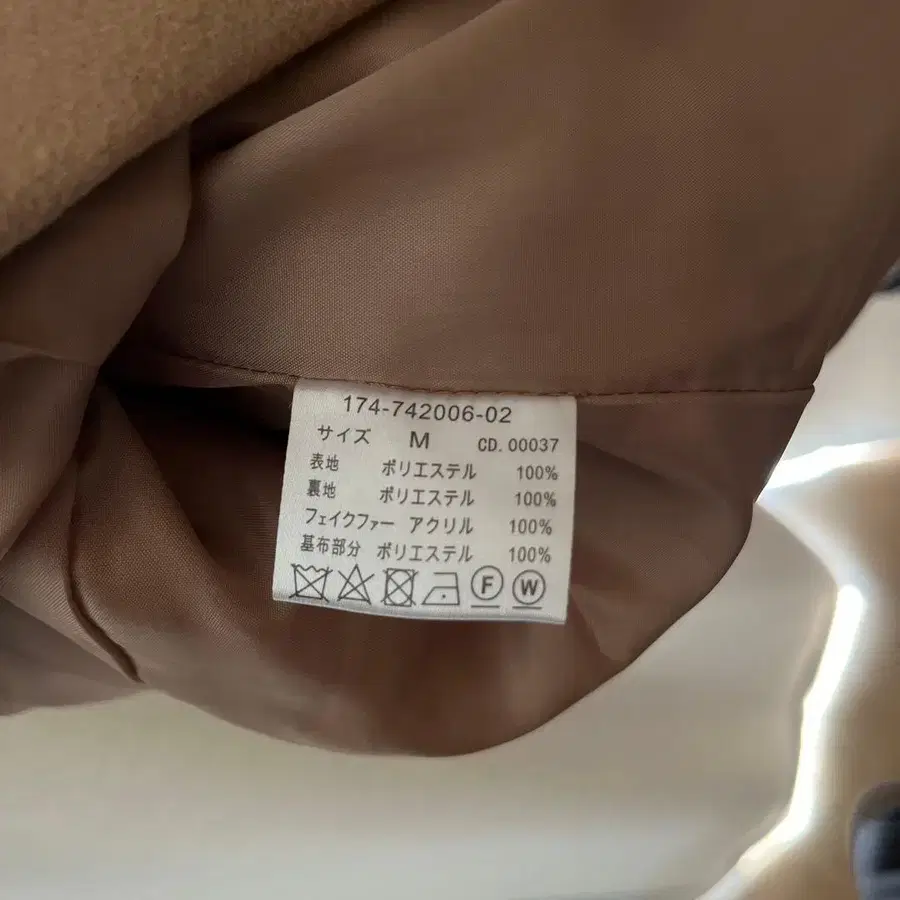 174-742006-02
サイズ M CD. 00037
表地 ポリエステル 100%
裏地 ポリエステル 100%
フェイクファー アクリル 100%
基布部分 ポリエステル 100%
F W